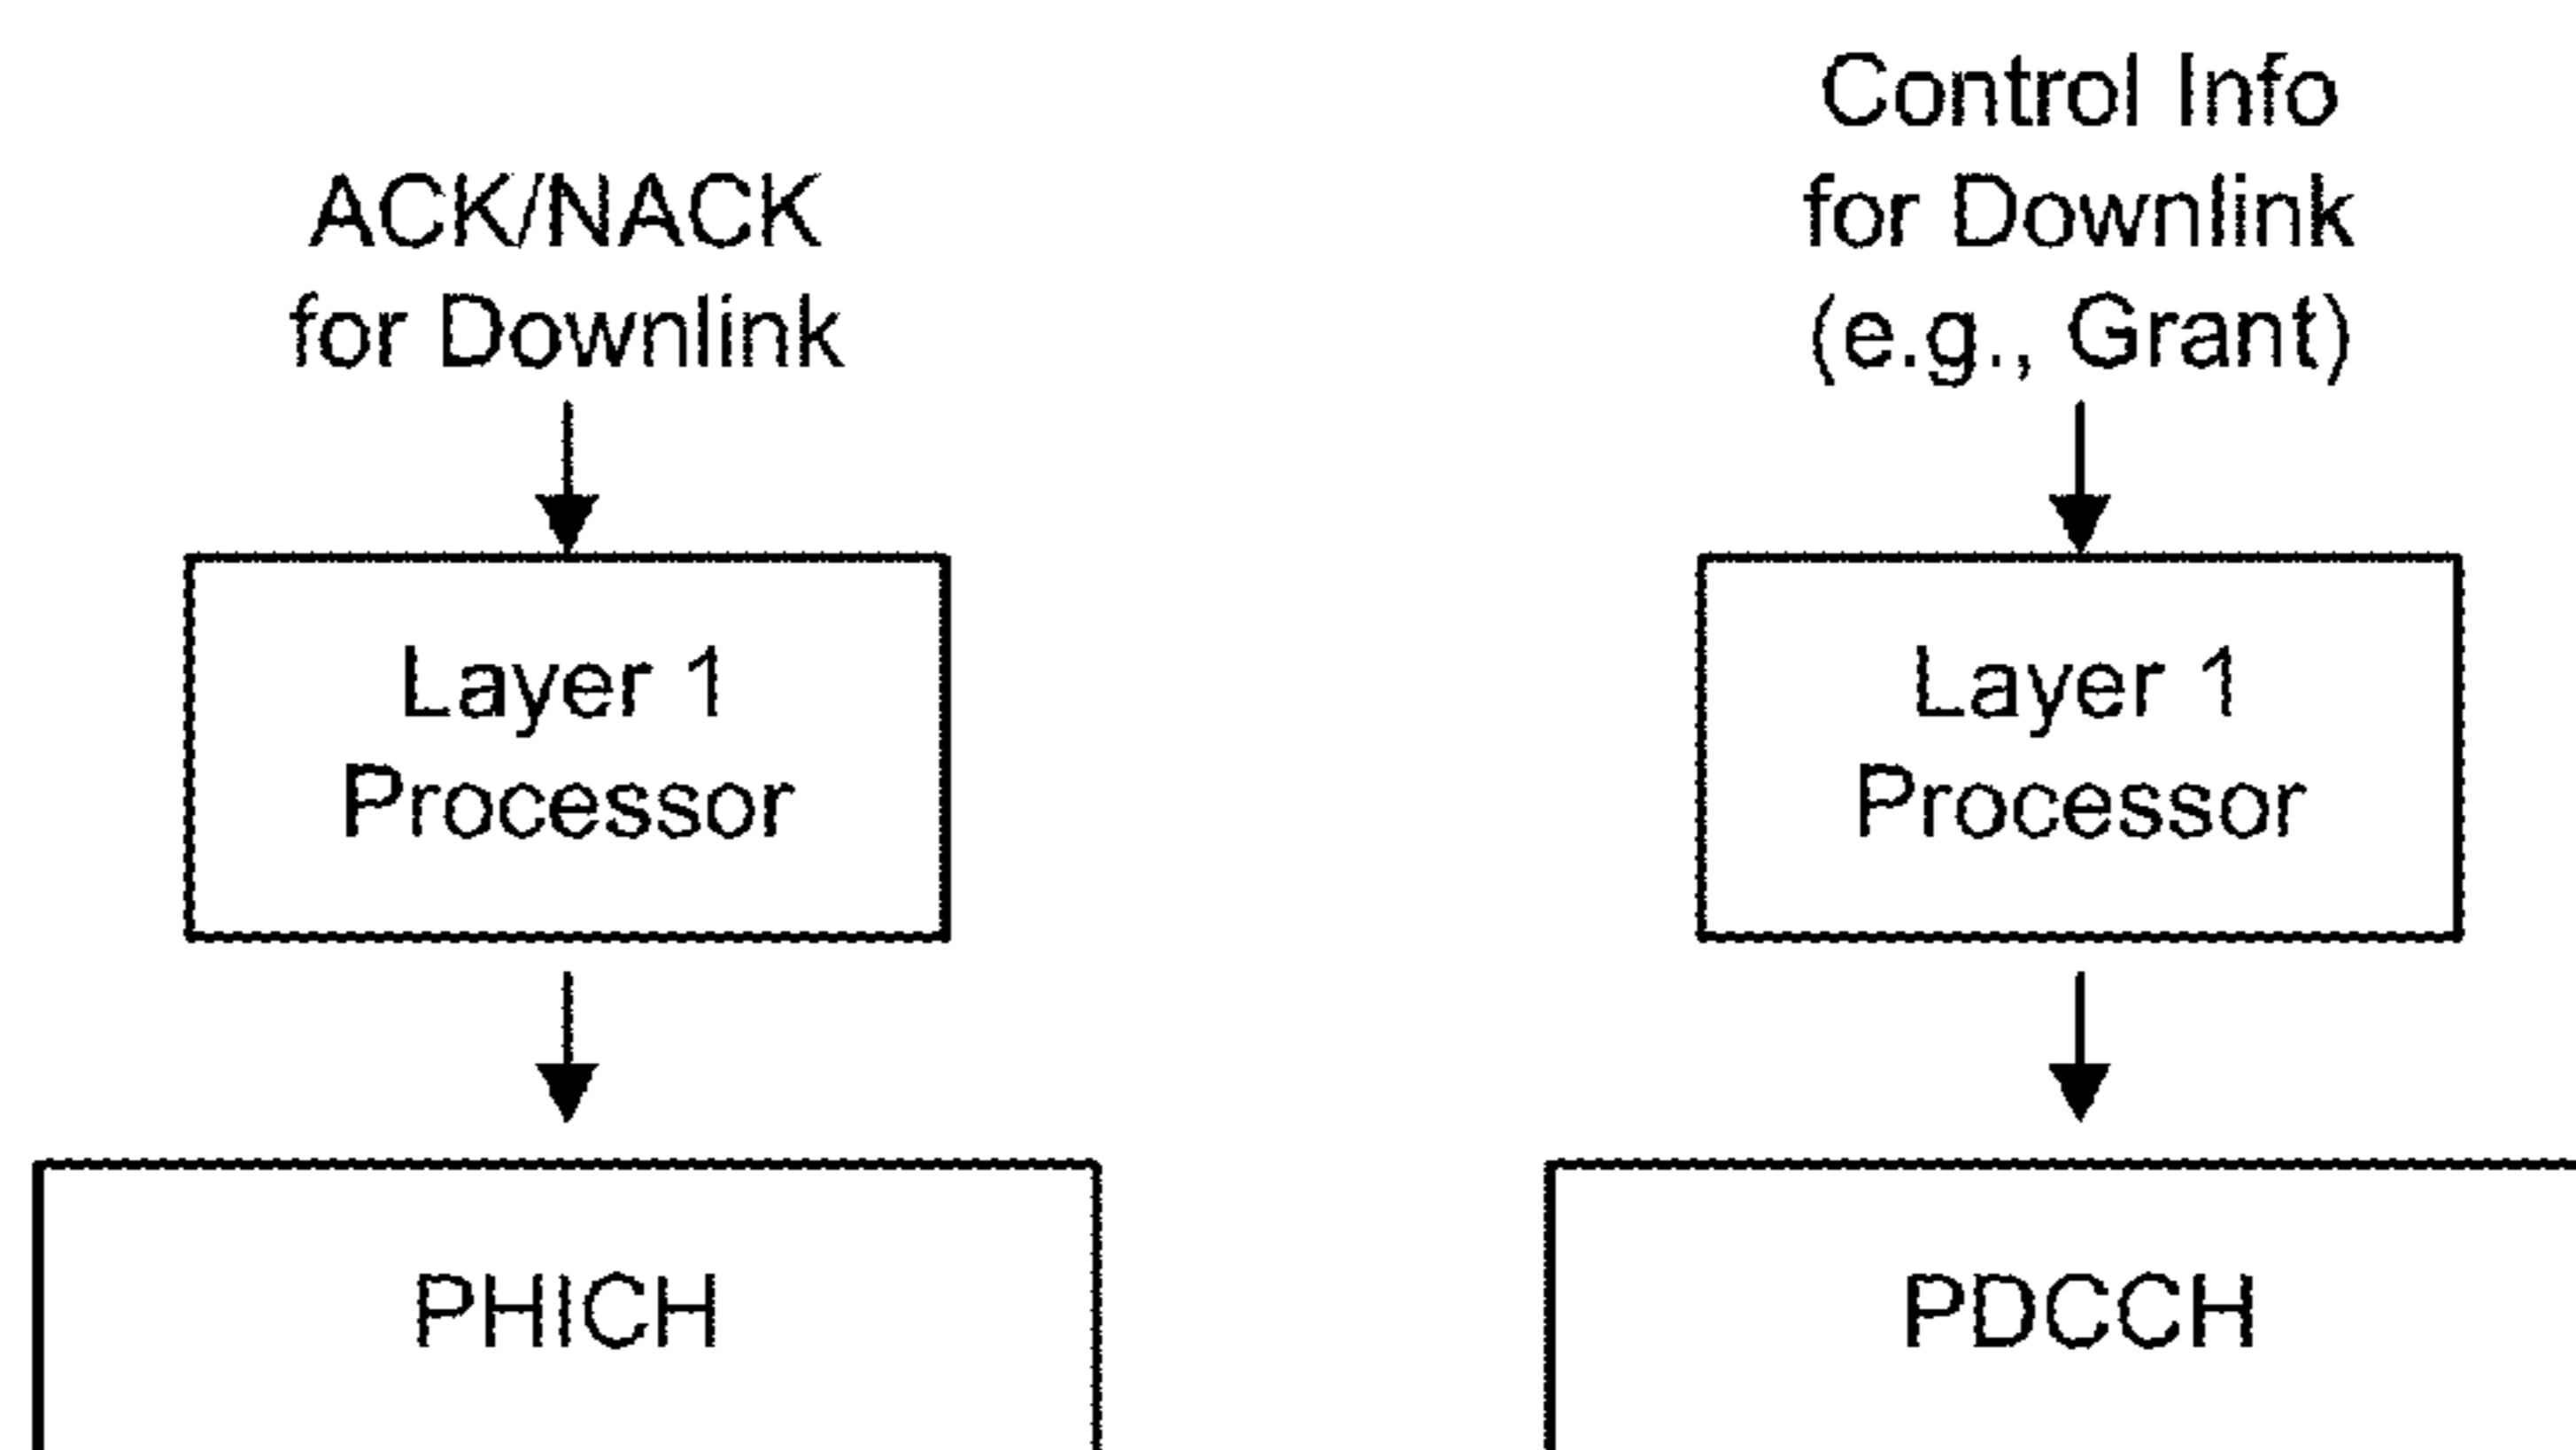 ACK/NACK
for Downlink
Control Info
for Downlink
(e.g., Grant)
Layer 1
Processor
Layer 1
Processor
PHICH
PDCCH